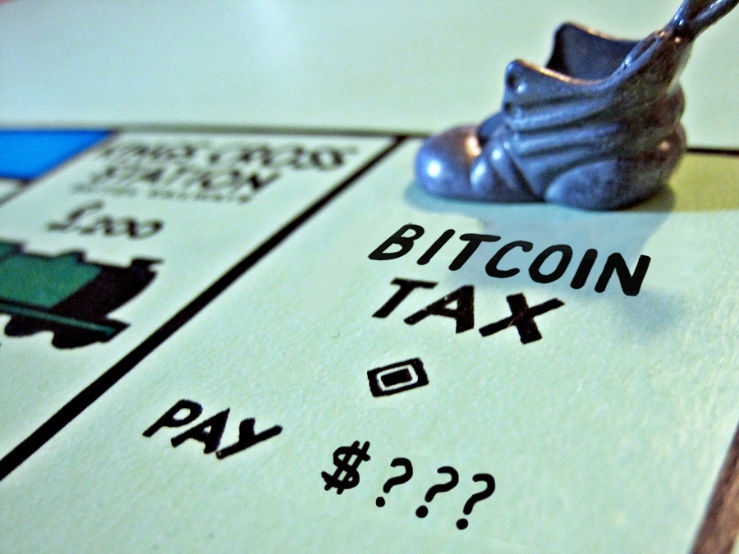 KINGS CROSS
STATION
£200
BITCOIN
TAX
PAY $???